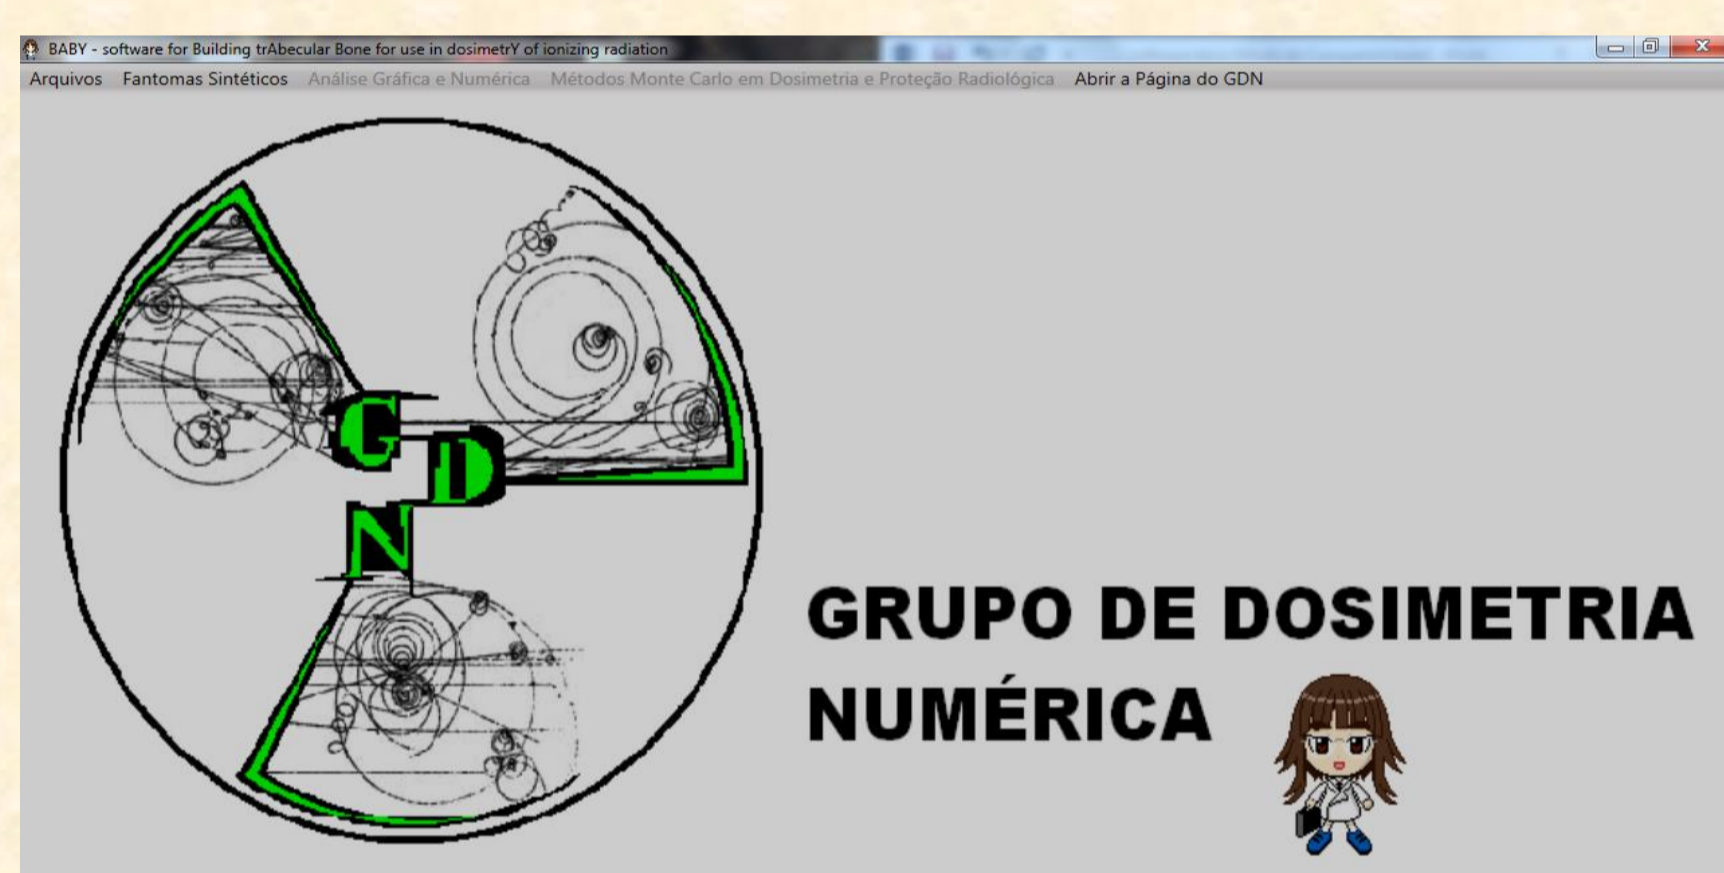 BABY - software for Building trAbecular Bone for use in dosimetrY of ionizing radiation
Arquivos Fantomas Sintéticos Análise Gráfica e Numérica Métodos Monte Carlo em Dosimetria e Proteção Radiológica Abrir a Página do GDN
G
D
N
GRUPO DE DOSIMETRIA
NUMÉRICA